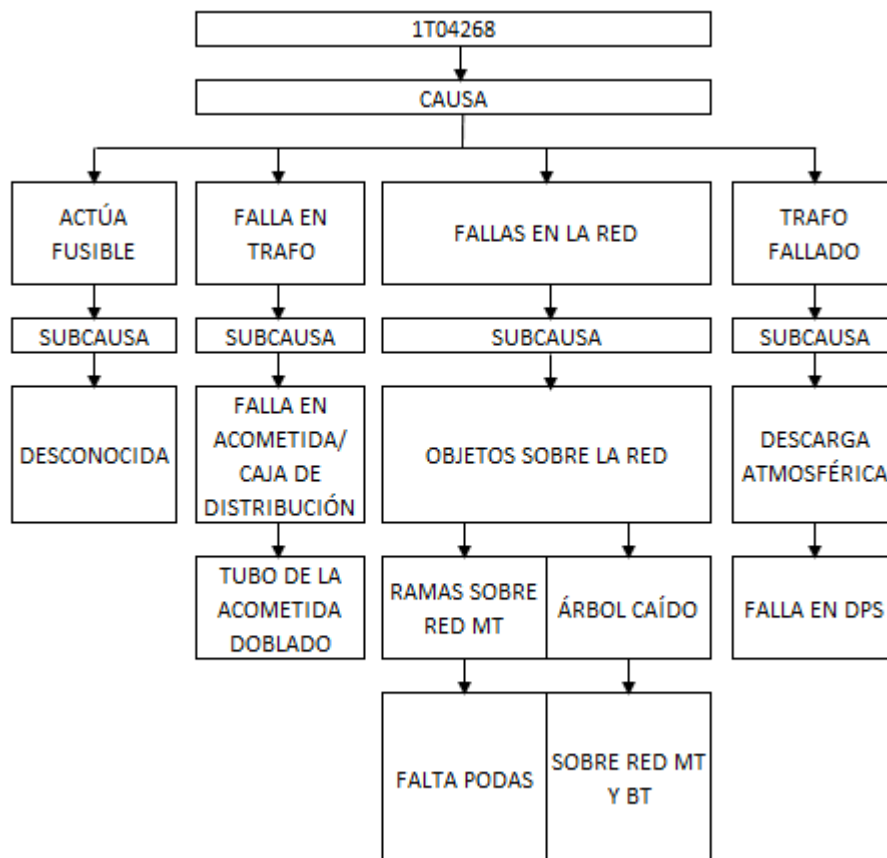 1T04268
CAUSA
ACTÚA
FUSIBLE
FALLA EN
TRAFO
FALLAS EN LA RED
TRAFO
FALLADO
SUBCAUSA
SUBCAUSA
SUBCAUSA
SUBCAUSA
DESCONOCIDA
FALLA EN
ACOMETIDA/
CAJA DE
DISTRIBUCIÓN
OBJETOS SOBRE LA RED
DESCARGA
ATMOSFÉRICA
TUBO DE LA
ACOMETIDA
DOBLADO
RAMAS SOBRE
RED MT
ÁRBOL CAÍDO
FALLA EN DPS
FALTA PODAS
SOBRE RED MT
Y BT